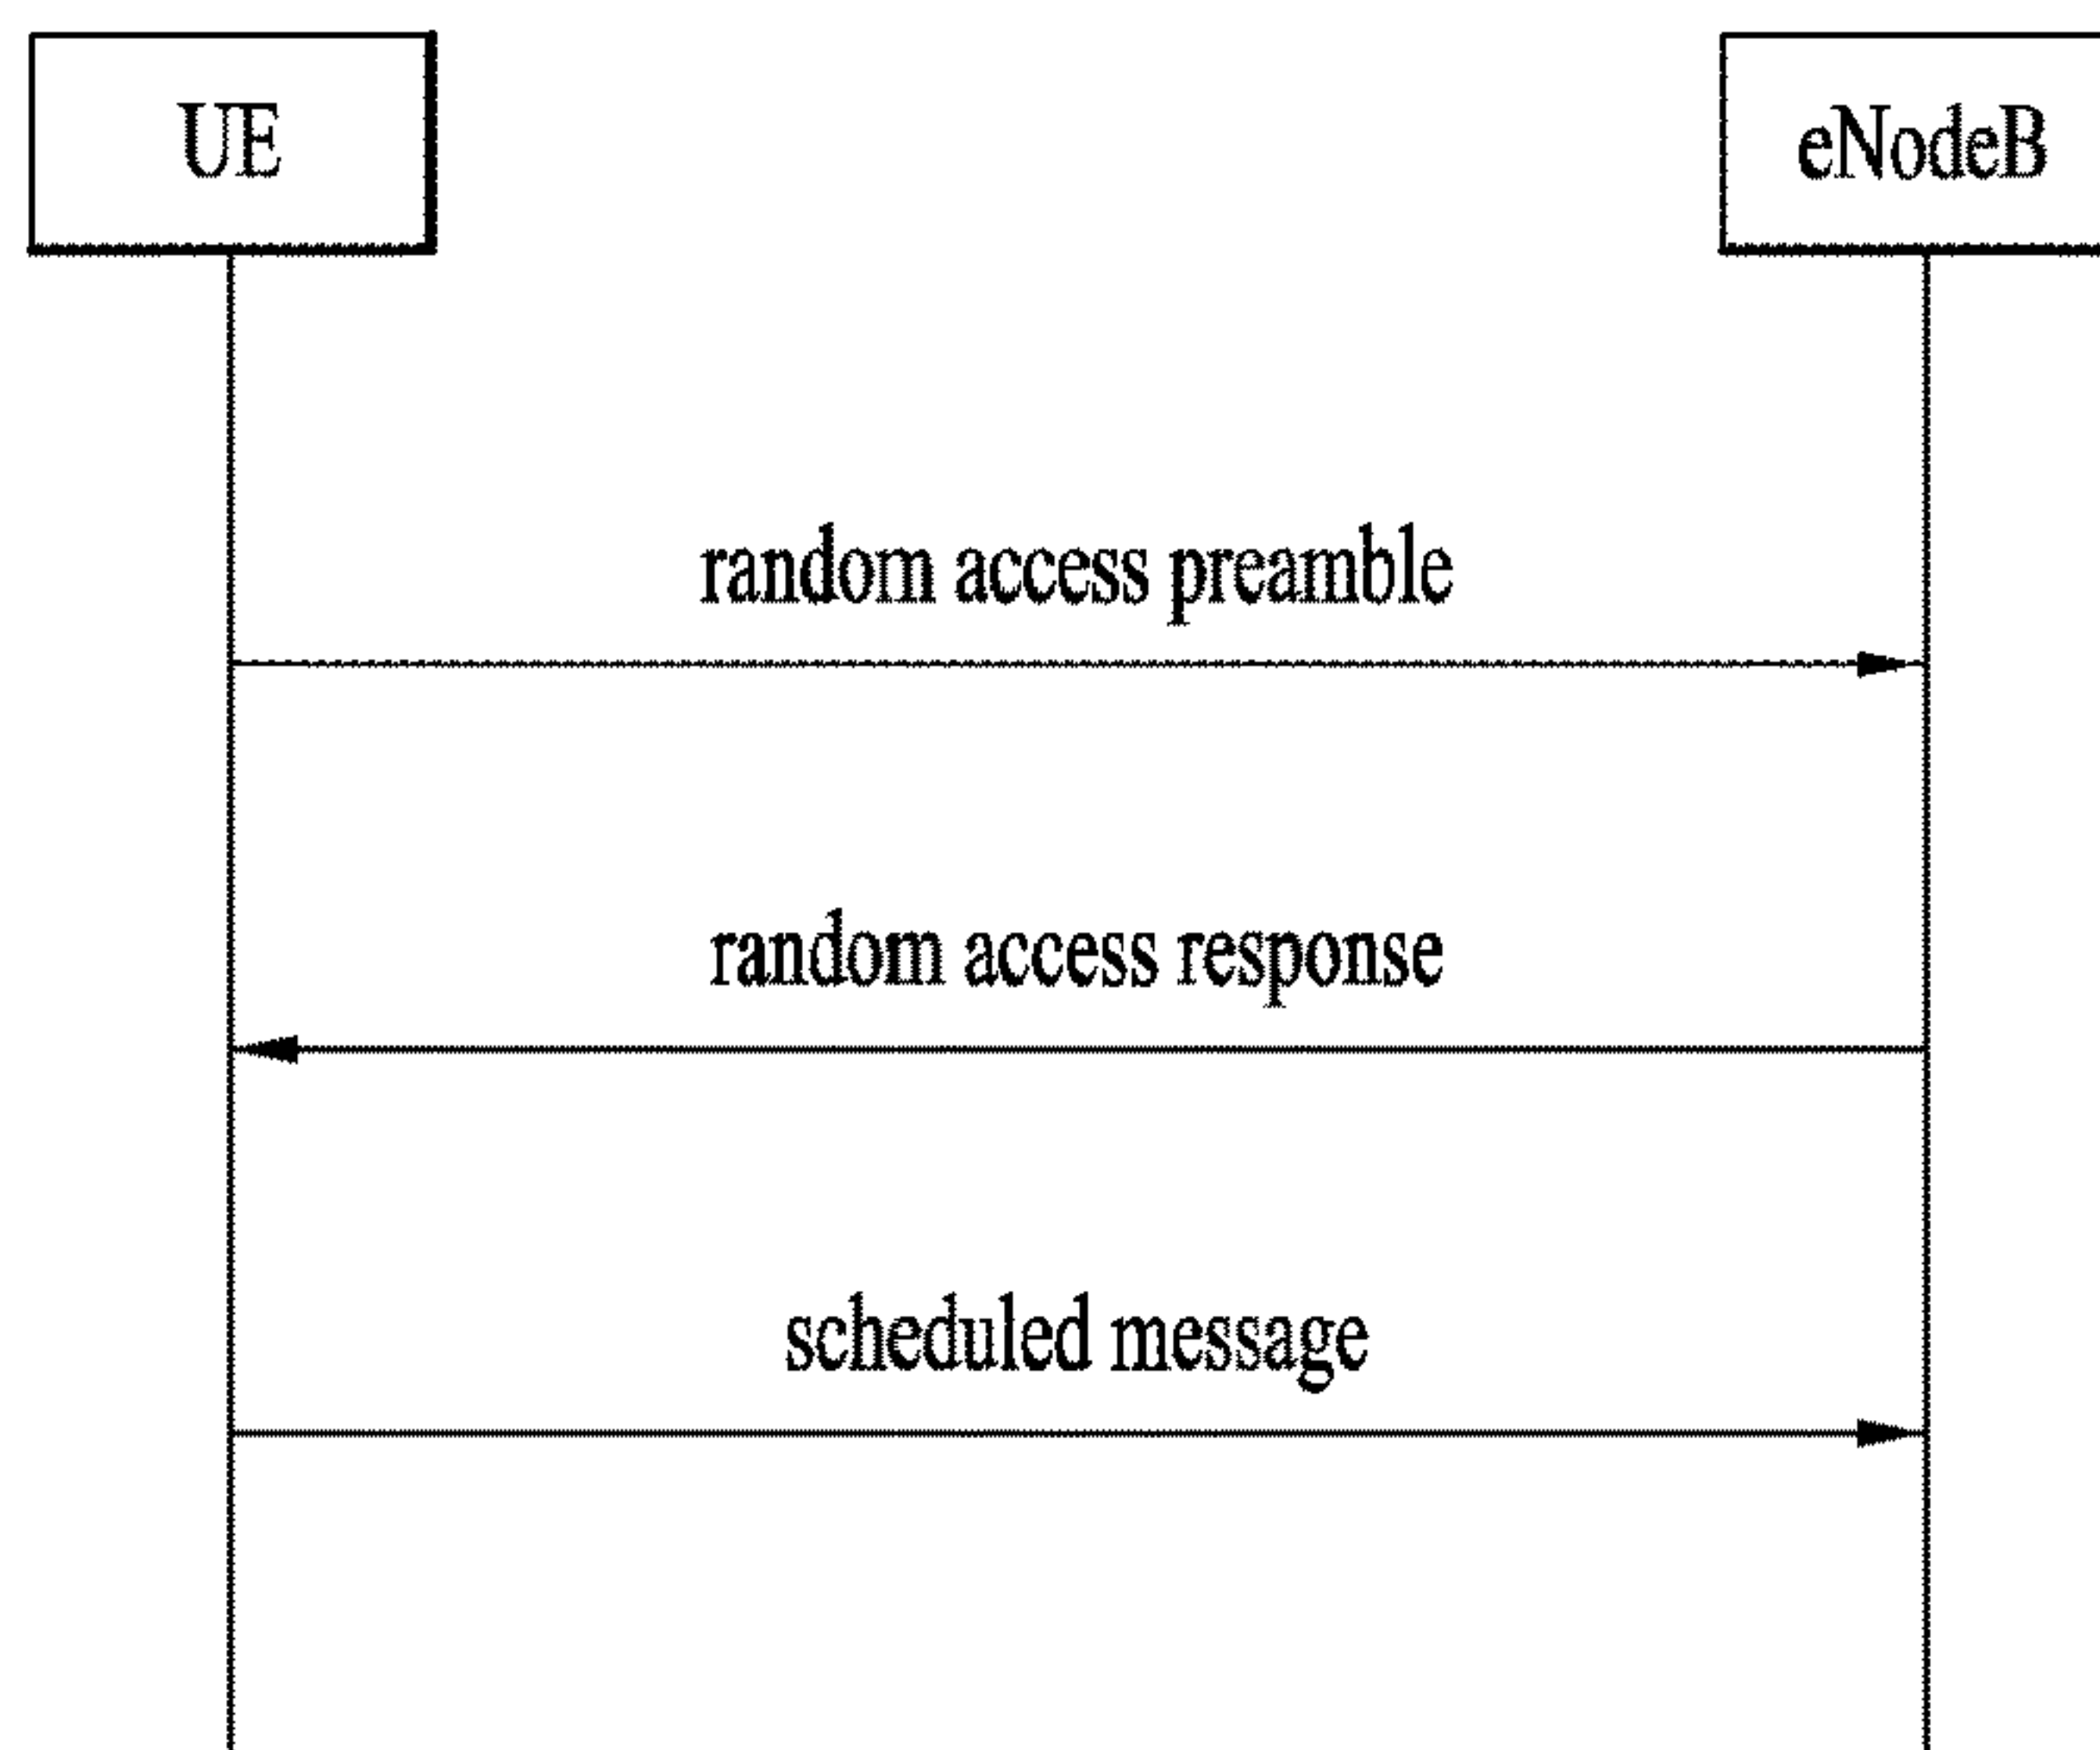 UE
eNodeB
random access preamble
random access response
scheduled message